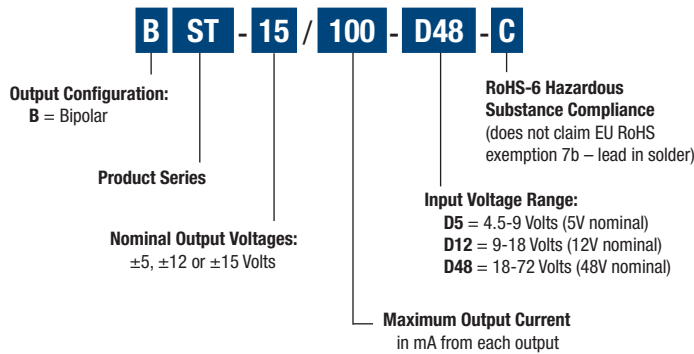 B ST - 15 / 100 - D48 - C
Output Configuration:
B = Bipolar
Product Series
Nominal Output Voltages:
±5, ±12 or ±15 Volts
RoHS-6 Hazardous
Substance Compliance
(does not claim EU RoHS
exemption 7b – lead in solder)
Input Voltage Range:
D5 = 4.5-9 Volts (5V nominal)
D12 = 9-18 Volts (12V nominal)
D48 = 18-72 Volts (48V nominal)
Maximum Output Current
in mA from each output